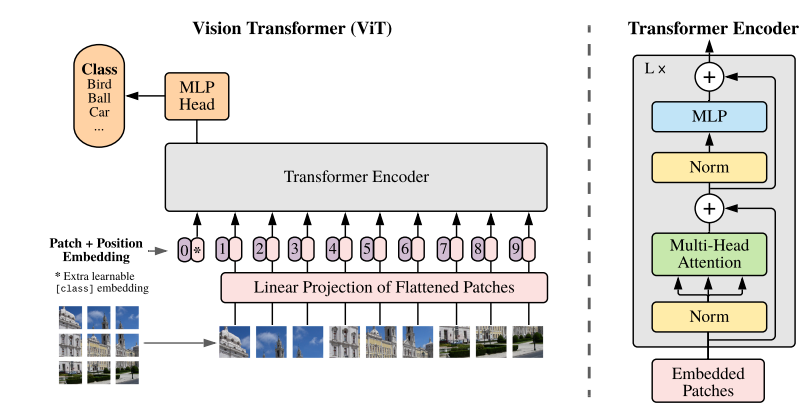 Vision Transformer (ViT)
Class
Bird
Ball
Car
...
MLP
Head
Transformer Encoder
Patch + Position
Embedding
* Extra learnable
[class] embedding
0 * 1 2 3 4 5 6 7 8 9
Linear Projection of Flattened Patches
Transformer Encoder
L ×
+
MLP
Norm
+
Multi-Head
Attention
Norm
Embedded
Patches